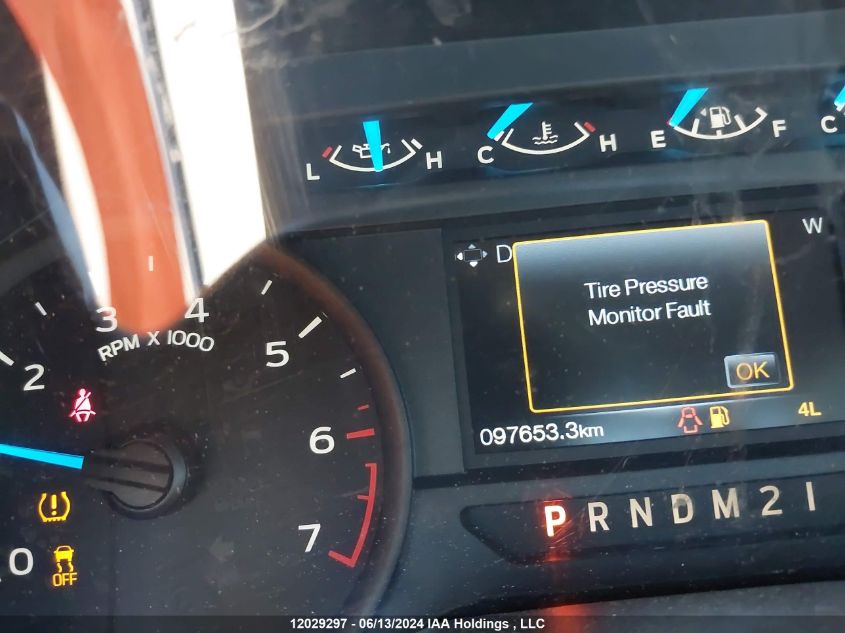 L H C H E F C
D W
Tire Pressure
Monitor Fault
OK
097653.3km 4L
P R N D M 2 1
0 2 3 4 5 6 7
RPM X 1000
OFF
12029297 - 06/13/2024 IAA Holdings , LLC